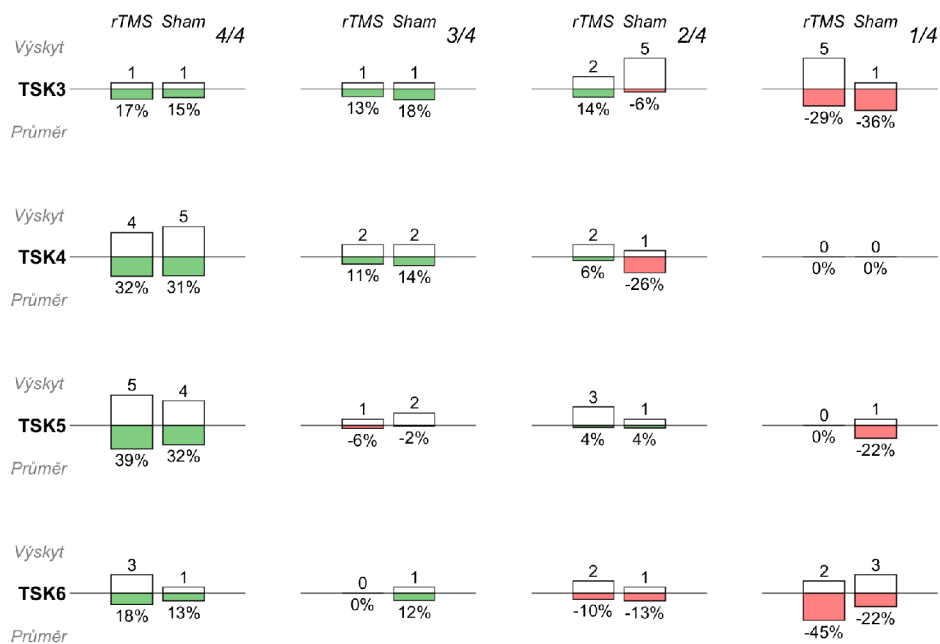 rTMS Sham 4/4 rTMS Sham 3/4 rTMS Sham 2/4 rTMS Sham 1/4
Výskyt
1 1 1 1 2 5 5 1
TSK3
17% 15% 13% 18% 14% -6% -29% -36%
Průměr
Výskyt
4 5 2 2 2 1 0 0
TSK4
32% 31% 11% 14% 6% -26% 0% 0%
Průměr
Výskyt
5 4 1 2 3 1 0 1
TSK5
39% 32% -6% -2% 4% 4% 0% -22%
Průměr
Výskyt
3 1 0 1 2 1 2 3
TSK6
18% 13% 0% 12% -10% -13% -45% -22%
Průměr